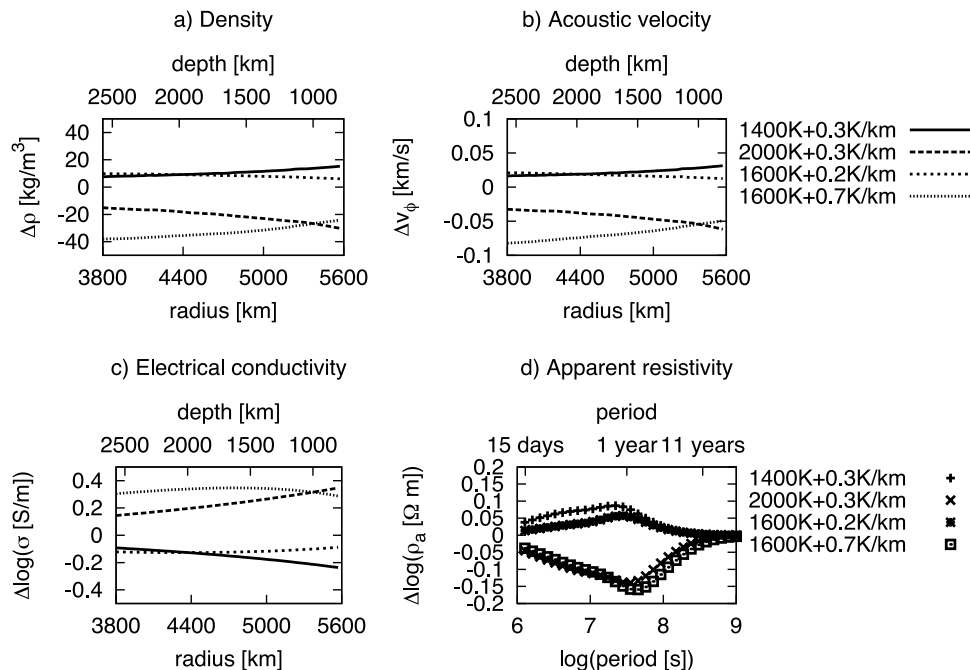 a) Density
depth [km]
2500 2000 1500 1000
40
20
0
-20
-40
Δρ [kg/m³]
3800 4400 5000 5600
radius [km]
b) Acoustic velocity
depth [km]
2500 2000 1500 1000
0.1
0.05
0
-0.05
-0.1
Δvϕ [km/s]
3800 4400 5000 5600
radius [km]
1400K+0.3K/km
2000K+0.3K/km
1600K+0.2K/km
1600K+0.7K/km
c) Electrical conductivity
depth [km]
2500 2000 1500 1000
0.4
0.2
0
-0.2
-0.4
Δlog(σ [S/m])
3800 4400 5000 5600
radius [km]
d) Apparent resistivity
period
15 days 1 year 11 years
0.2
0.15
0.1
0.05
0
-0.05
-0.1
-0.15
-0.2
Δlog(ρa [Ω m)
6 7 8 9
log(period [s])
1400K+0.3K/km
2000K+0.3K/km
1600K+0.2K/km
1600K+0.7K/km